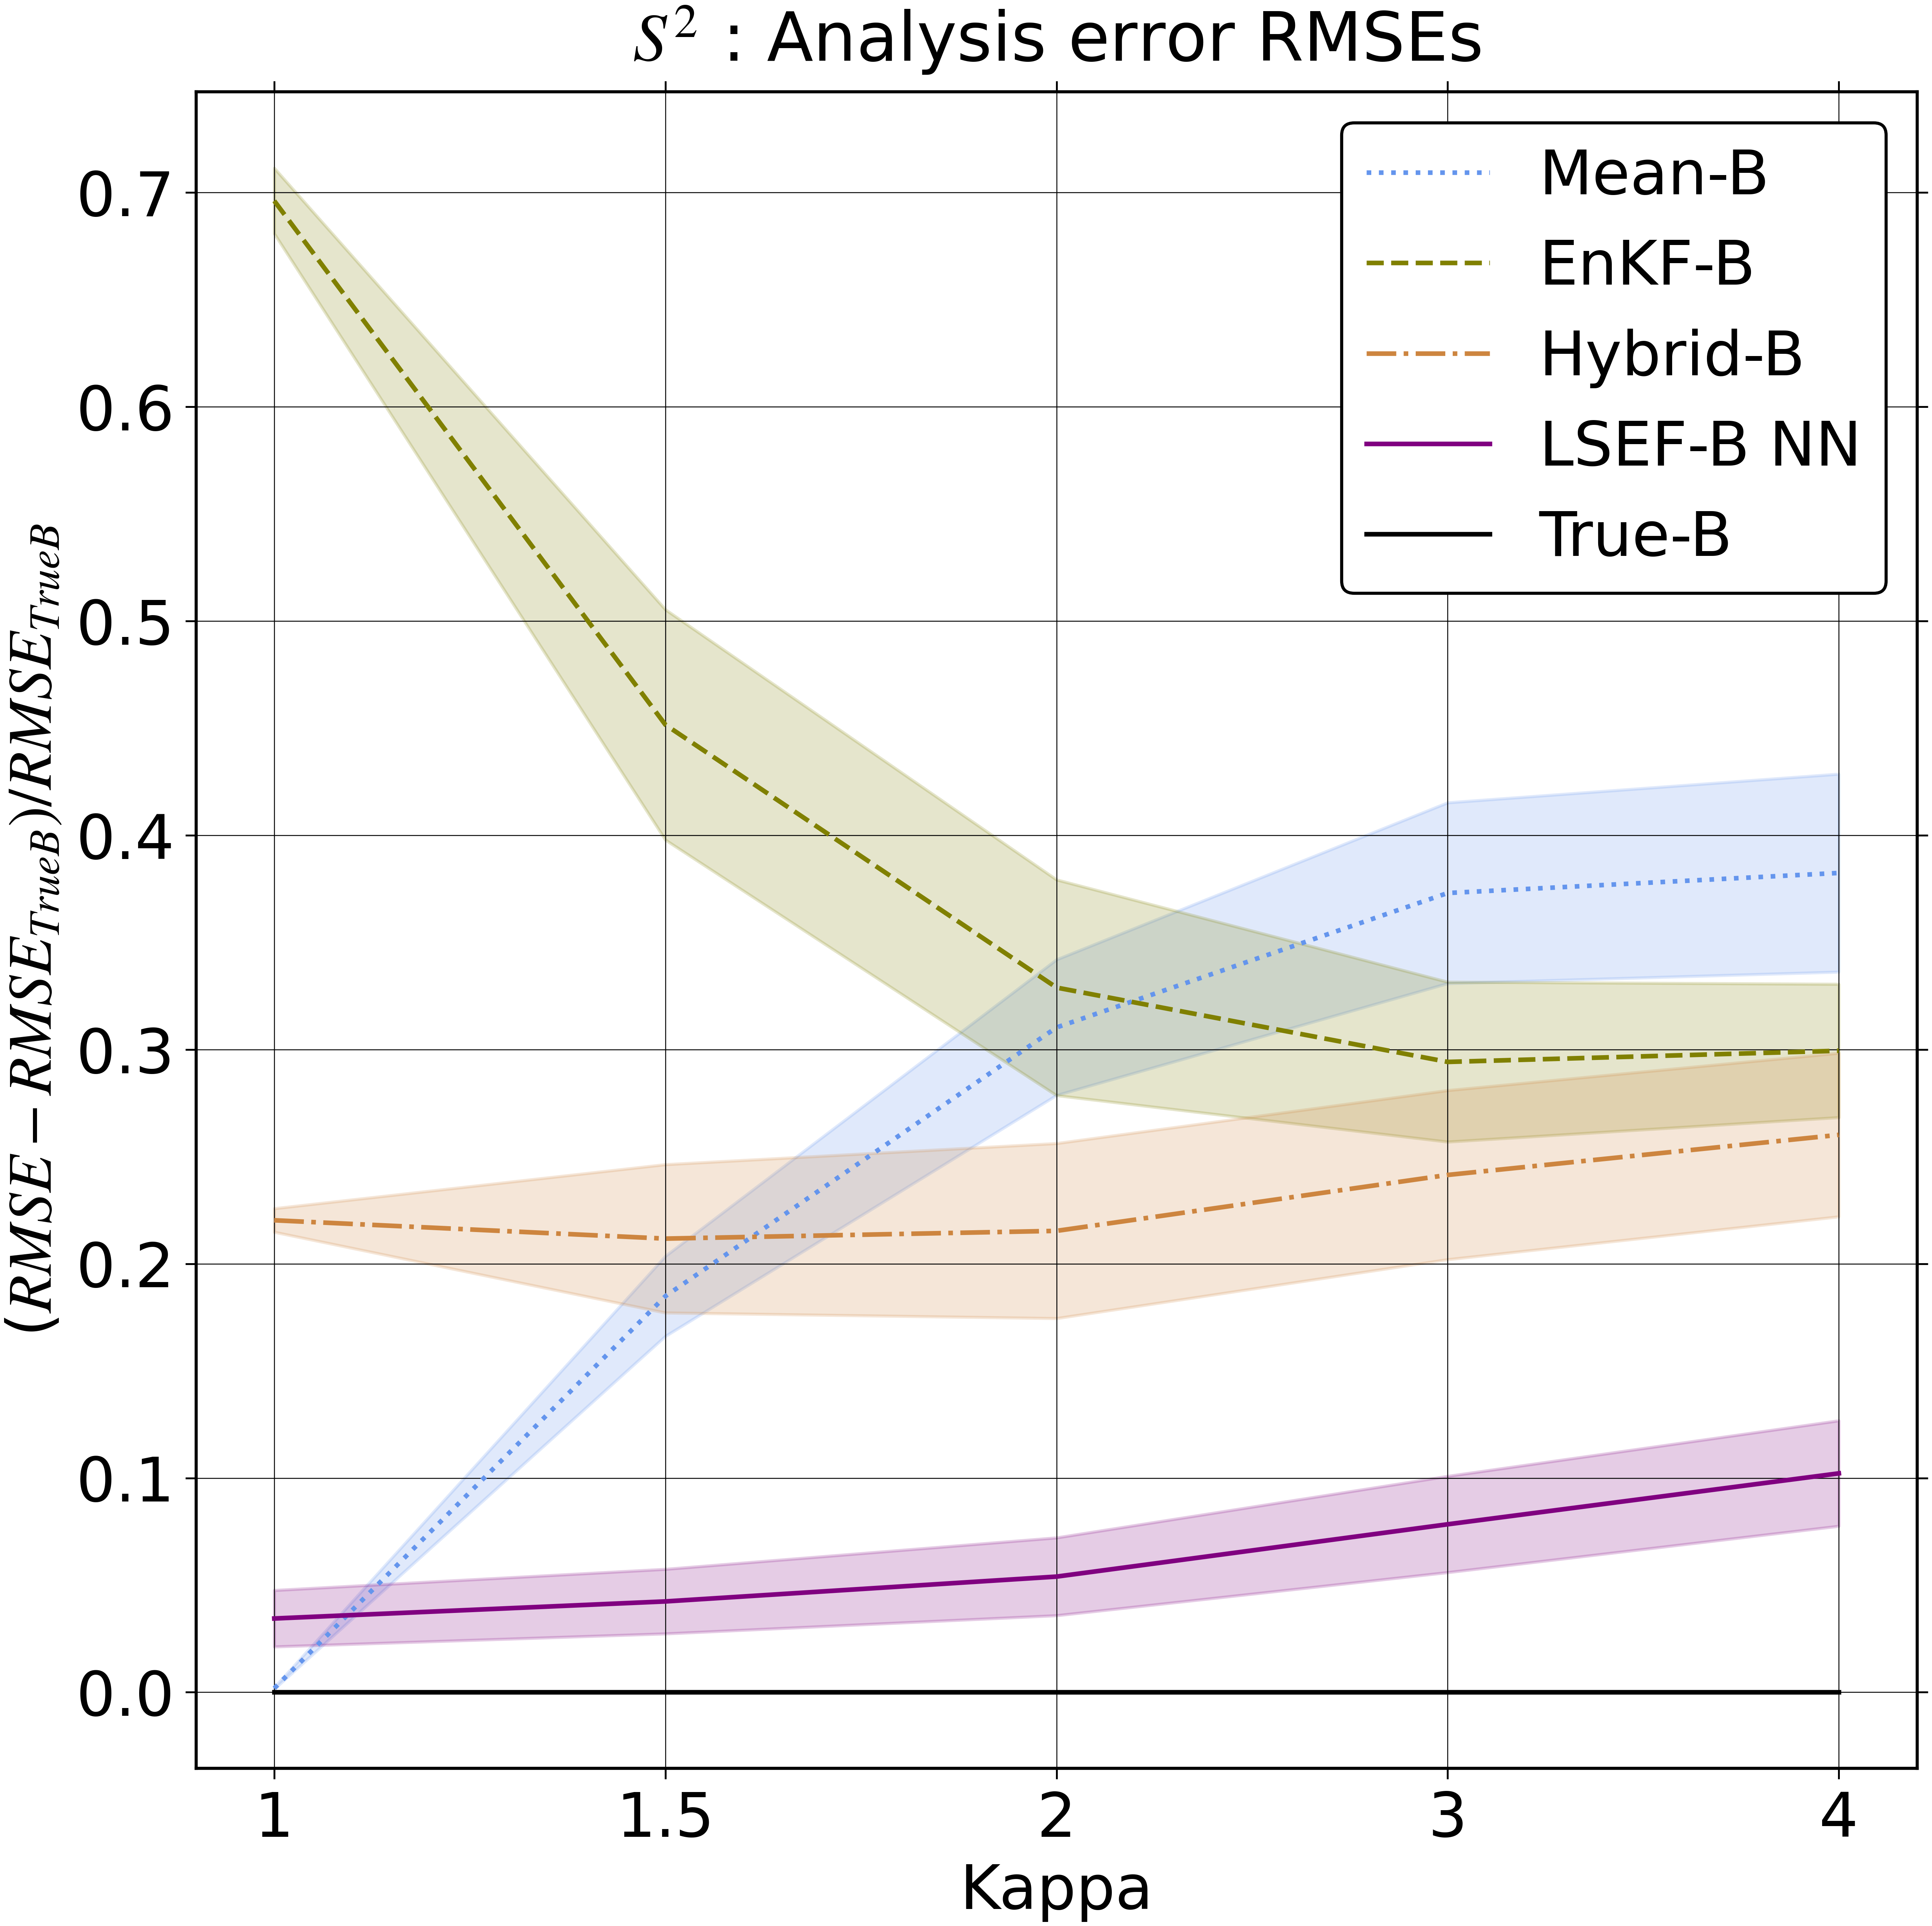 S² : Analysis error RMSEs
(RMSE − RMSE_TrueB)/RMSE_TrueB
0.7
0.6
0.5
0.4
0.3
0.2
0.1
0.0
Mean-B
EnKF-B
Hybrid-B
LSEF-B NN
True-B
1 1.5 2 3 4
Kappa